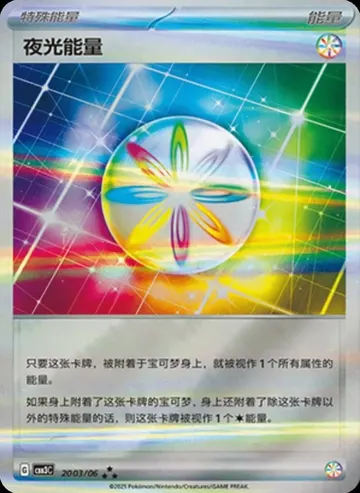 特殊能量
能量
夜光能量
只要这张卡牌，被附着于宝可梦身上，就被视作1个所有属性的
能量。
如果身上附着了这张卡牌的宝可梦，身上还附着了除这张卡牌以
外的特殊能量的话，则这张卡牌被视作1个✶能量。
G
2003/06
©2025 Pokémon/Nintendo/Creatures/GAME FREAK.